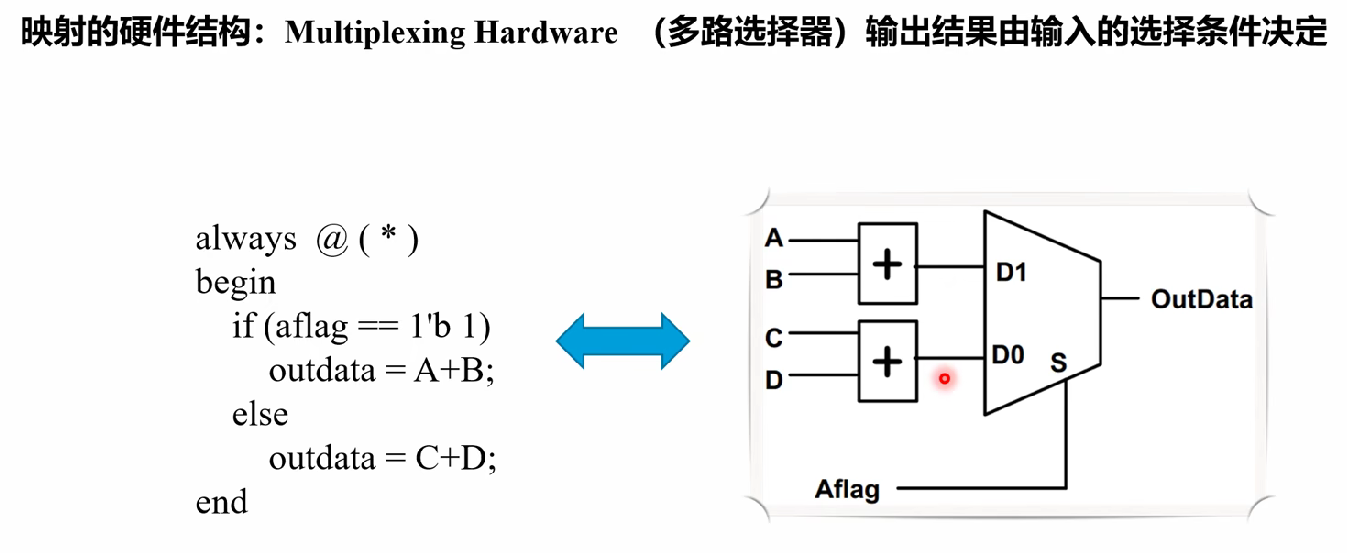 映射的硬件结构：Multiplexing Hardware （多路选择器）输出结果由输入的选择条件决定
always @ ( * )
begin
if (aflag == 1'b 1)
outdata = A+B;
else
outdata = C+D;
end
A
B
+
D1
C
D
+
D0
S
OutData
Aflag